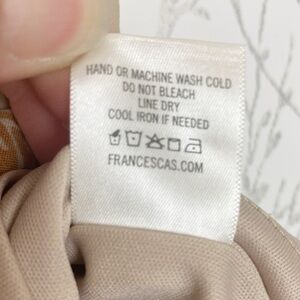 HAND OR MACHINE WASH COLD
DO NOT BLEACH
LINE DRY
COOL IRON IF NEEDED
FRANCESCAS.COM